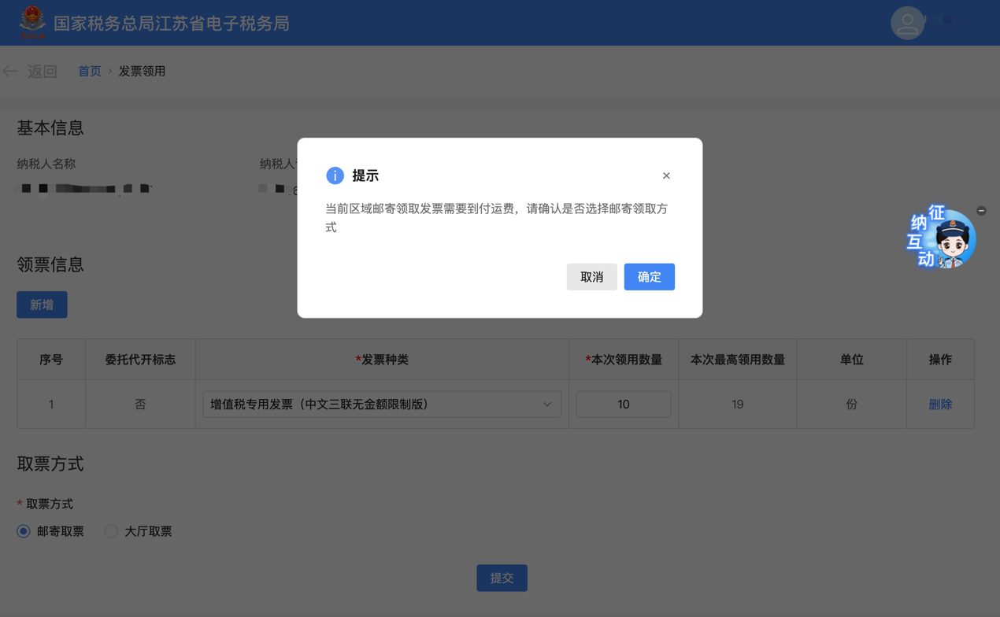 国家税务总局江苏省电子税务局
返回 首页 > 发票领用
基本信息
纳税人名称
纳税人
提示
当前区域邮寄领取发票需要到付运费，请确认是否选择邮寄领取方
式
取消
确定
征
纳
互
动
领票信息
新增
序号 委托代开标志 *发票种类 *本次领用数量 本次最高领用数量 单位 操作
1 否 增值税专用发票（中文三联无金额限制版） 10 19 份 删除
取票方式
* 取票方式
邮寄取票 大厅取票
提交